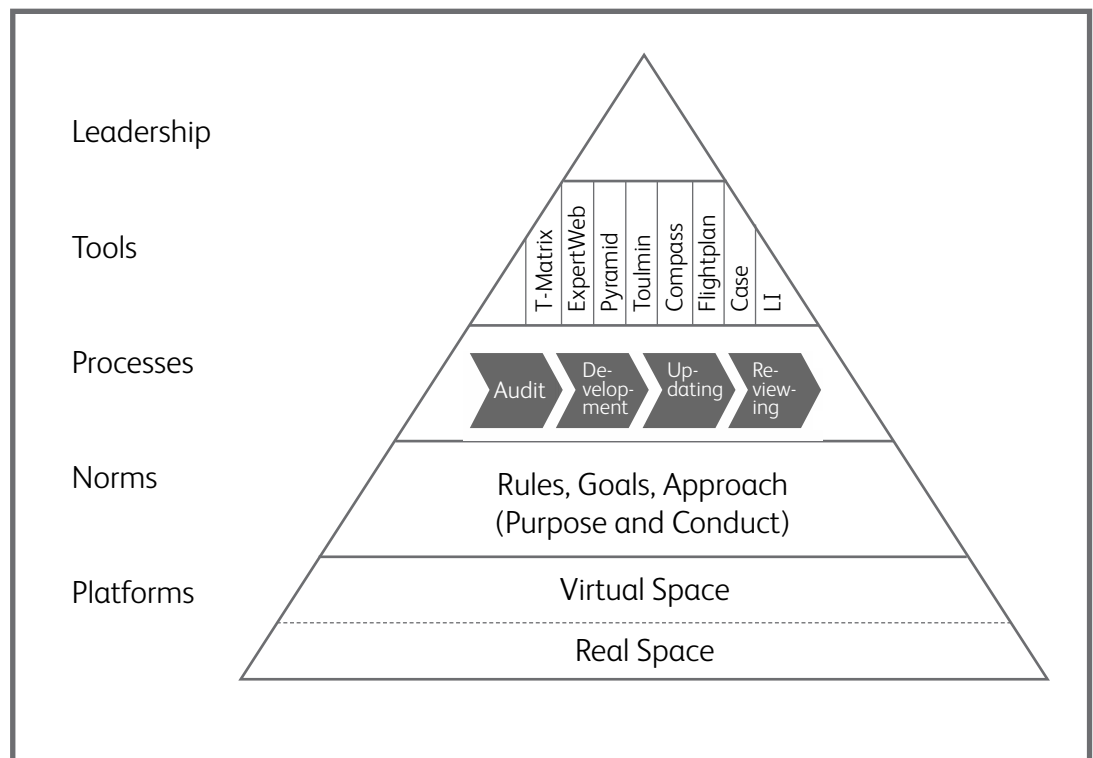 Leadership
Tools
T-Matrix
ExpertWeb
Pyramid
Toulmin
Compass
Flightplan
Case
LI
Processes
Audit
De-
velop-
ment
Up-
dating
Re-
view-
ing
Norms
Rules, Goals, Approach
(Purpose and Conduct)
Platforms
Virtual Space
Real Space